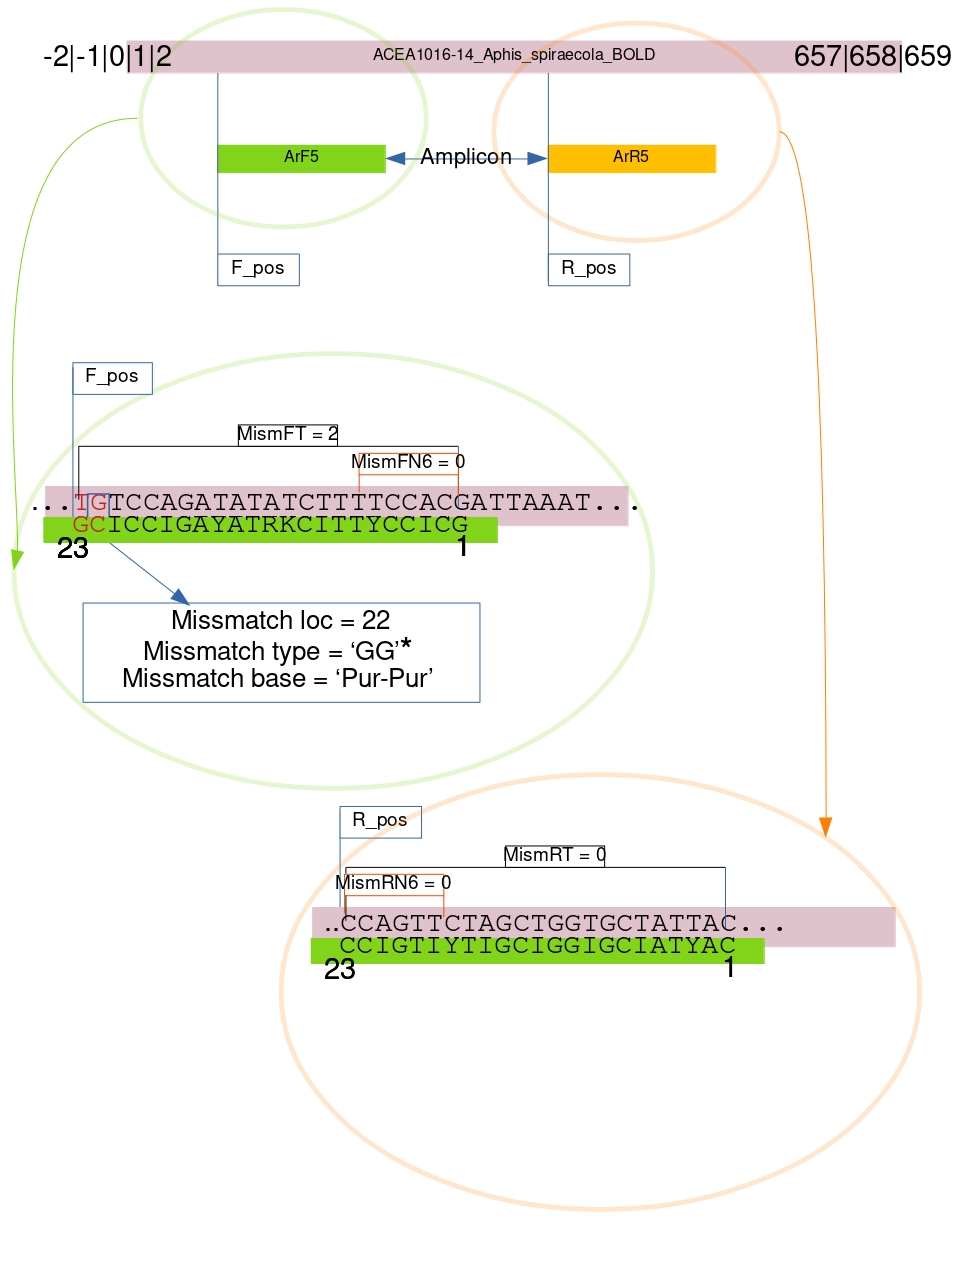 -2|-1|0|1|2 ACEA1016-14_Aphis_spiraecola_BOLD 657|658|659
ArF5 Amplicon ArR5
F_pos R_pos
F_pos
MismFT = 2
MismFN6 = 0
...TGTCCAGATATATCTTTTCCACGATTAAAT...
GCICCIGAYATRKCITTYCCICG
23 1
Missmatch loc = 22
Missmatch type = ‘GG’*
Missmatch base = ‘Pur-Pur’
R_pos
MismRT = 0
MismRN6 = 0
..CCAGTTCTAGCTGGTGCTATTAC...
CCIGTIYTIGCIGGIGCIATYAC
23 1